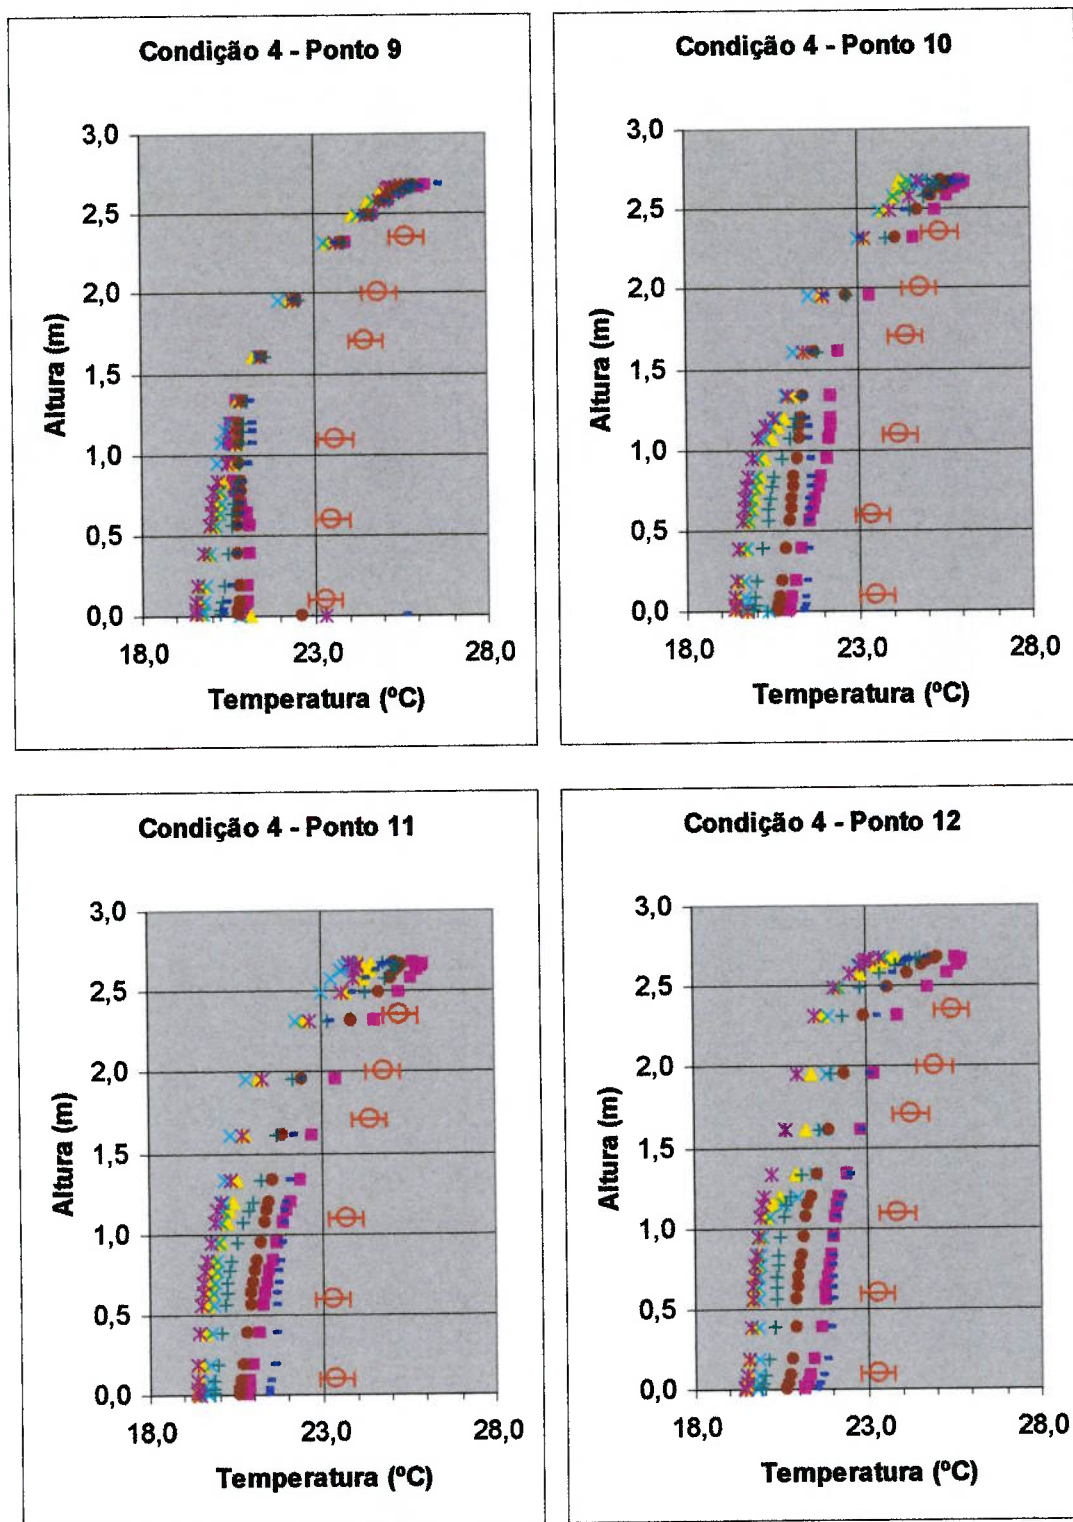 Condição 4 - Ponto 9
3,0
2,5
2,0
1,5
1,0
0,5
0,0
Altura (m)
18,0 23,0 28,0
Temperatura (ºC)
Condição 4 - Ponto 10
3,0
2,5
2,0
1,5
1,0
0,5
0,0
Altura (m)
18,0 23,0 28,0
Temperatura (ºC)
Condição 4 - Ponto 11
3,0
2,5
2,0
1,5
1,0
0,5
0,0
Altura (m)
18,0 23,0 28,0
Temperatura (ºC)
Condição 4 - Ponto 12
3,0
2,5
2,0
1,5
1,0
0,5
0,0
Altura (m)
18,0 23,0 28,0
Temperatura (ºC)